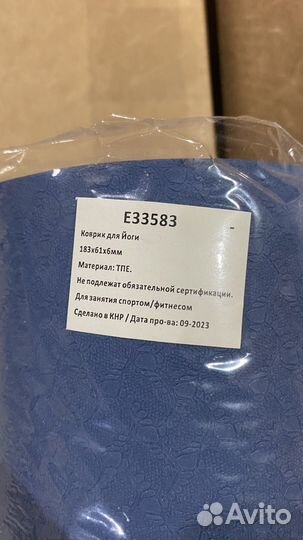 E33583
Коврик для Йоги
183х61х6мм
Материал: ТПЕ.
Не подлежат обязательной сертификации.
Для занятия спортом/фитнесом
Сделано в КНР / Дата про-ва: 09-2023
Avito